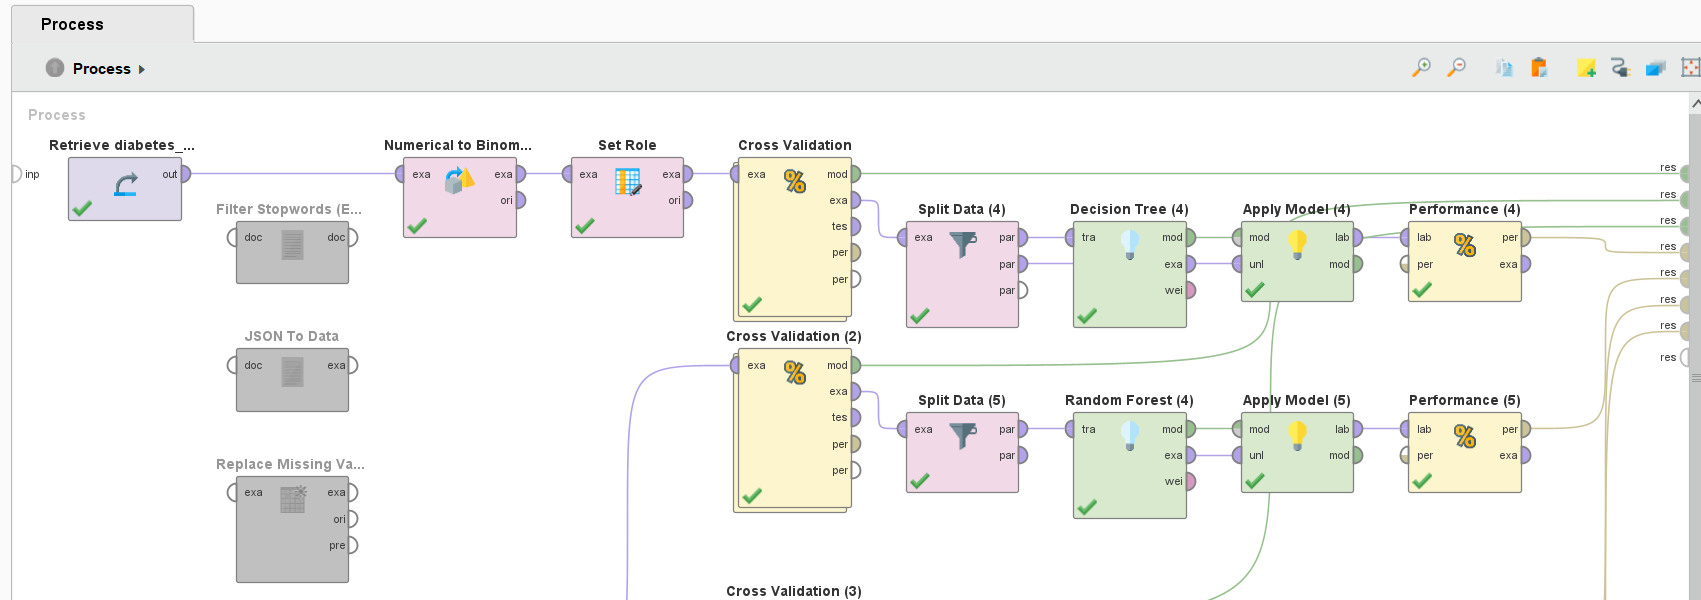 Process
Process
Process
inp
Retrieve diabetes_...
out
Filter Stopwords (E...
doc doc
JSON To Data
doc exa
Replace Missing Va...
exa exa
ori
pre
Numerical to Binom...
exa exa
ori
Set Role
exa exa
ori
Cross Validation
exa mod
exa
tes
per
per
Split Data (4)
exa par
par
par
Decision Tree (4)
tra mod
exa
wei
Apply Model (4)
mod lab
unl mod
Performance (4)
lab per
per exa
Cross Validation (2)
exa mod
exa
tes
per
per
Split Data (5)
exa par
par
Random Forest (4)
tra mod
exa
wei
Apply Model (5)
mod lab
unl mod
Performance (5)
lab per
per exa
Cross Validation (3)
res
res
res
res
res
res
res
res